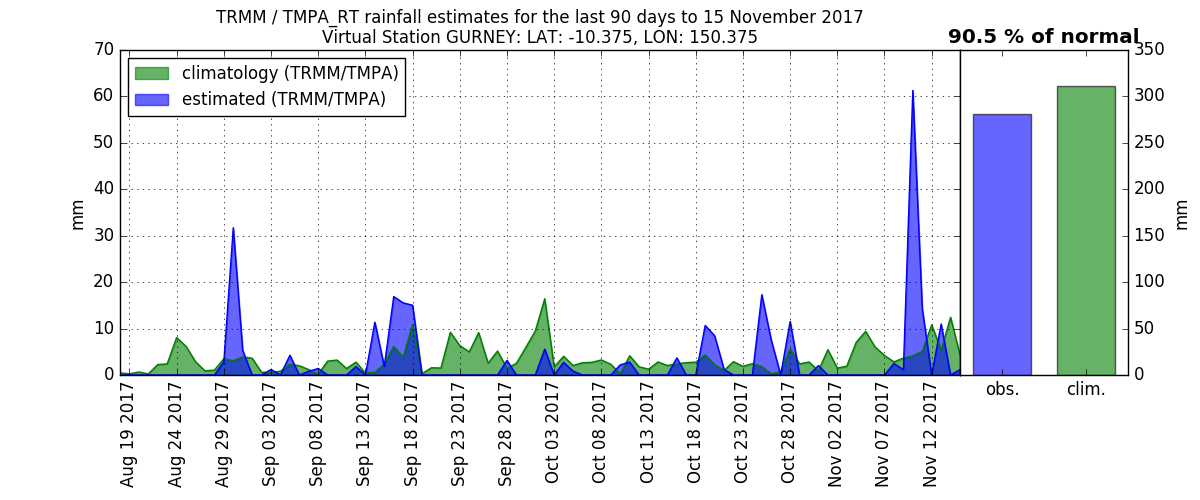 TRMM / TMPA_RT rainfall estimates for the last 90 days to 15 November 2017
Virtual Station GURNEY: LAT: -10.375, LON: 150.375
90.5 % of normal
climatology (TRMM/TMPA)
estimated (TRMM/TMPA)
mm
70
60
50
40
30
20
10
0
Aug 19 2017
Aug 24 2017
Aug 29 2017
Sep 03 2017
Sep 08 2017
Sep 13 2017
Sep 18 2017
Sep 23 2017
Sep 28 2017
Oct 03 2017
Oct 08 2017
Oct 13 2017
Oct 18 2017
Oct 23 2017
Oct 28 2017
Nov 02 2017
Nov 07 2017
Nov 12 2017
obs.
clim.
350
300
250
200
150
100
50
0
mm